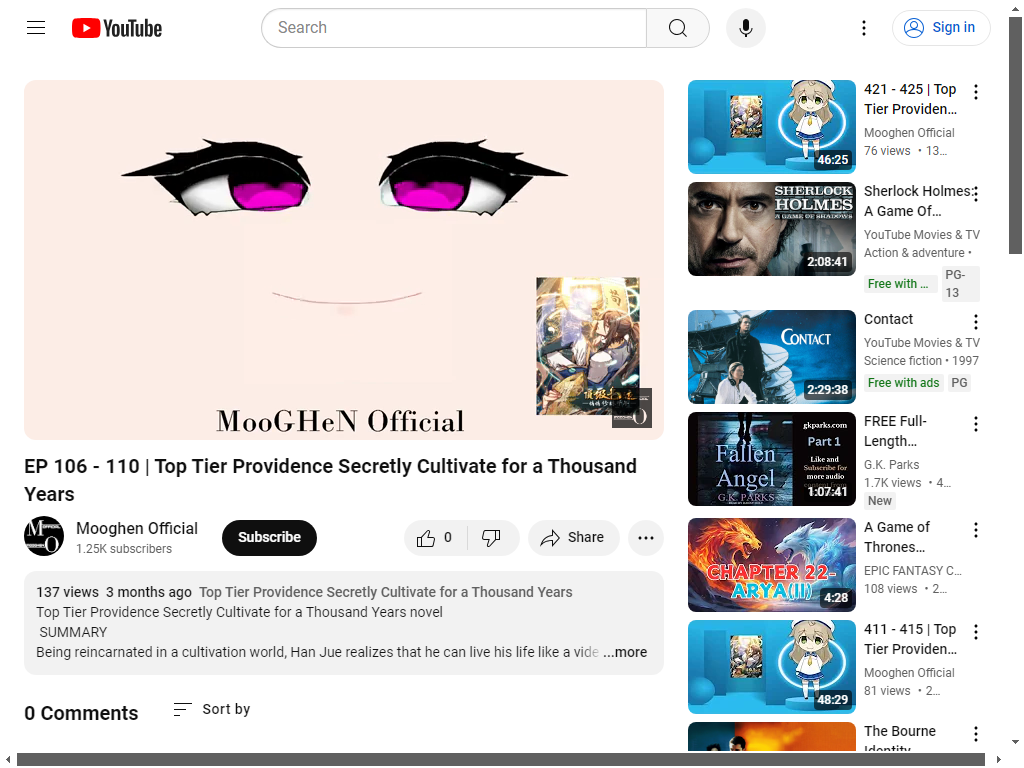 YouTube
Search
Sign in
MooGHeN Official
EP 106 - 110 | Top Tier Providence Secretly Cultivate for a Thousand
Years
Mooghen Official
1.25K subscribers
Subscribe
0
Share
137 views 3 months ago Top Tier Providence Secretly Cultivate for a Thousand Years
Top Tier Providence Secretly Cultivate for a Thousand Years novel
SUMMARY
Being reincarnated in a cultivation world, Han Jue realizes that he can live his life like a vide ...more
0 Comments
Sort by
46:25
421 - 425 | Top
Tier Providen...
Mooghen Official
76 views • 13...
SHERLOCK
HOLMES
A GAME OF SHADOWS
2:08:41
Sherlock Holmes:
A Game Of...
YouTube Movies & TV
Action & adventure •
Free with ...
PG-
13
CONTACT
2:29:38
Contact
YouTube Movies & TV
Science fiction • 1997
Free with ads
PG
gkparks.com
Part 1
Like and
Subscribe for
more audio
Fallen
Angel
G.K. PARKS
1:07:41
FREE Full-
Length...
G.K. Parks
1.7K views • 4...
New
CHAPTER 22-
ARYA(II)
4:28
A Game of
Thrones...
EPIC FANTASY C...
108 views • 2...
48:29
411 - 415 | Top
Tier Providen...
Mooghen Official
81 views • 2...
The Bourne
Identity